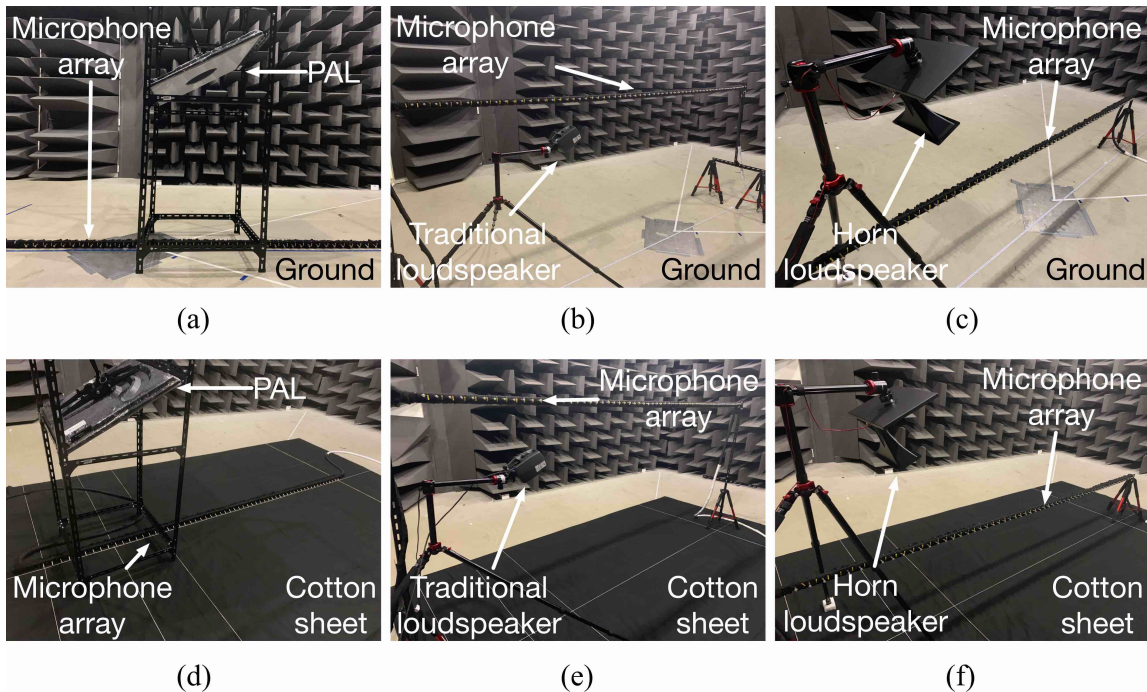 Microphone
array
PAL
Ground
(a)
Microphone
array
Traditional
loudspeaker
Ground
(b)
Microphone
array
Horn
loudspeaker
Ground
(c)
PAL
Microphone
array
Cotton
sheet
(d)
Microphone
array
Traditional
loudspeaker
Cotton
sheet
(e)
Microphone
array
Horn
loudspeaker
Cotton
sheet
(f)